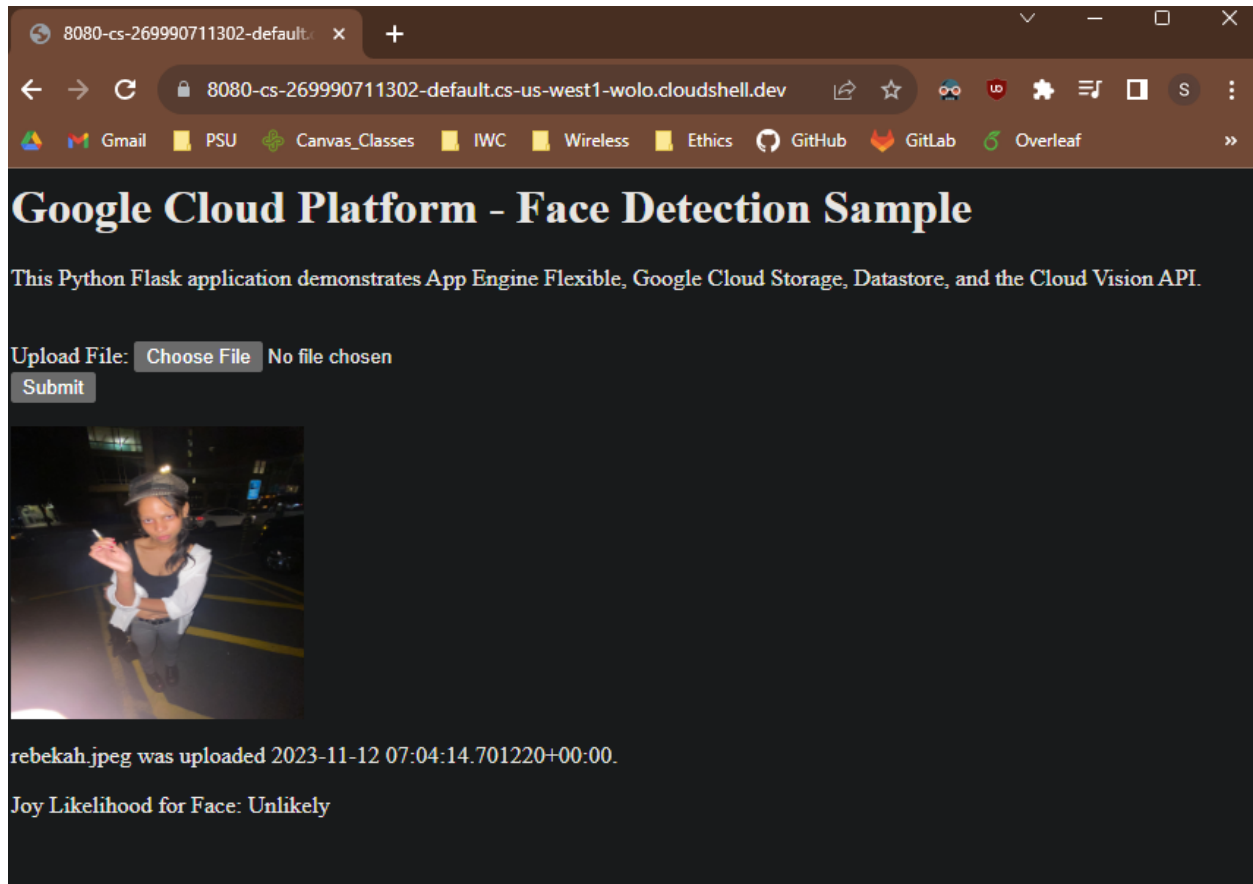 8080-cs-269990711302-default.c
8080-cs-269990711302-default.cs-us-west1-wolo.cloudshell.dev
UD
S
Gmail PSU Canvas_Classes IWC Wireless Ethics GitHub GitLab Overleaf »
Google Cloud Platform - Face Detection Sample
This Python Flask application demonstrates App Engine Flexible, Google Cloud Storage, Datastore, and the Cloud Vision API.
Upload File: Choose File No file chosen
Submit
rebekah.jpeg was uploaded 2023-11-12 07:04:14.701220+00:00.
Joy Likelihood for Face: Unlikely